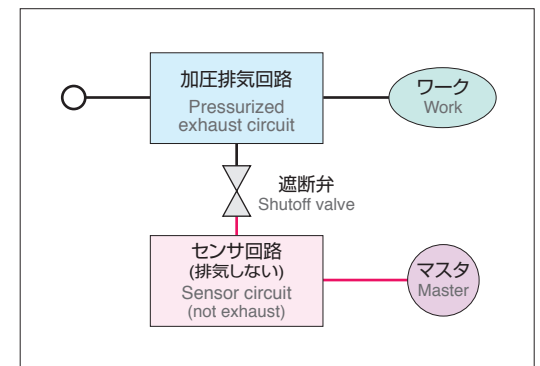 加圧排気回路
Pressurized
exhaust circuit
ワーク
Work
遮断弁
Shutoff valve
センサ回路
(排気しない)
Sensor circuit
(not exhaust)
マスタ
Master